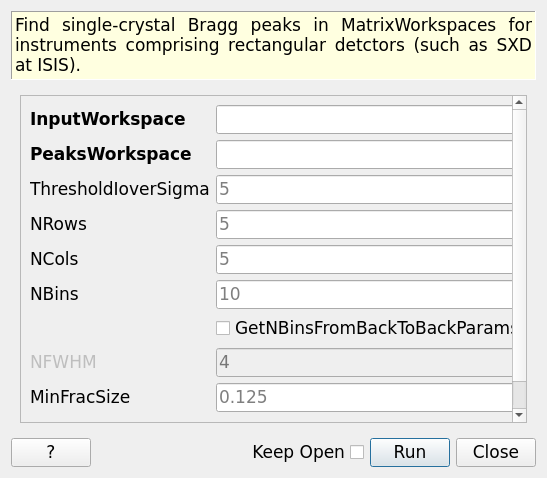 Find single-crystal Bragg peaks in MatrixWorkspaces for
instruments comprising rectangular detctors (such as SXD
at ISIS).
InputWorkspace
PeaksWorkspace
ThresholdIoverSigma 5
NRows 5
NCols 5
NBins 10
GetNBinsFromBackToBackParams
NFWHM 4
MinFracSize 0.125
? Keep Open Run Close